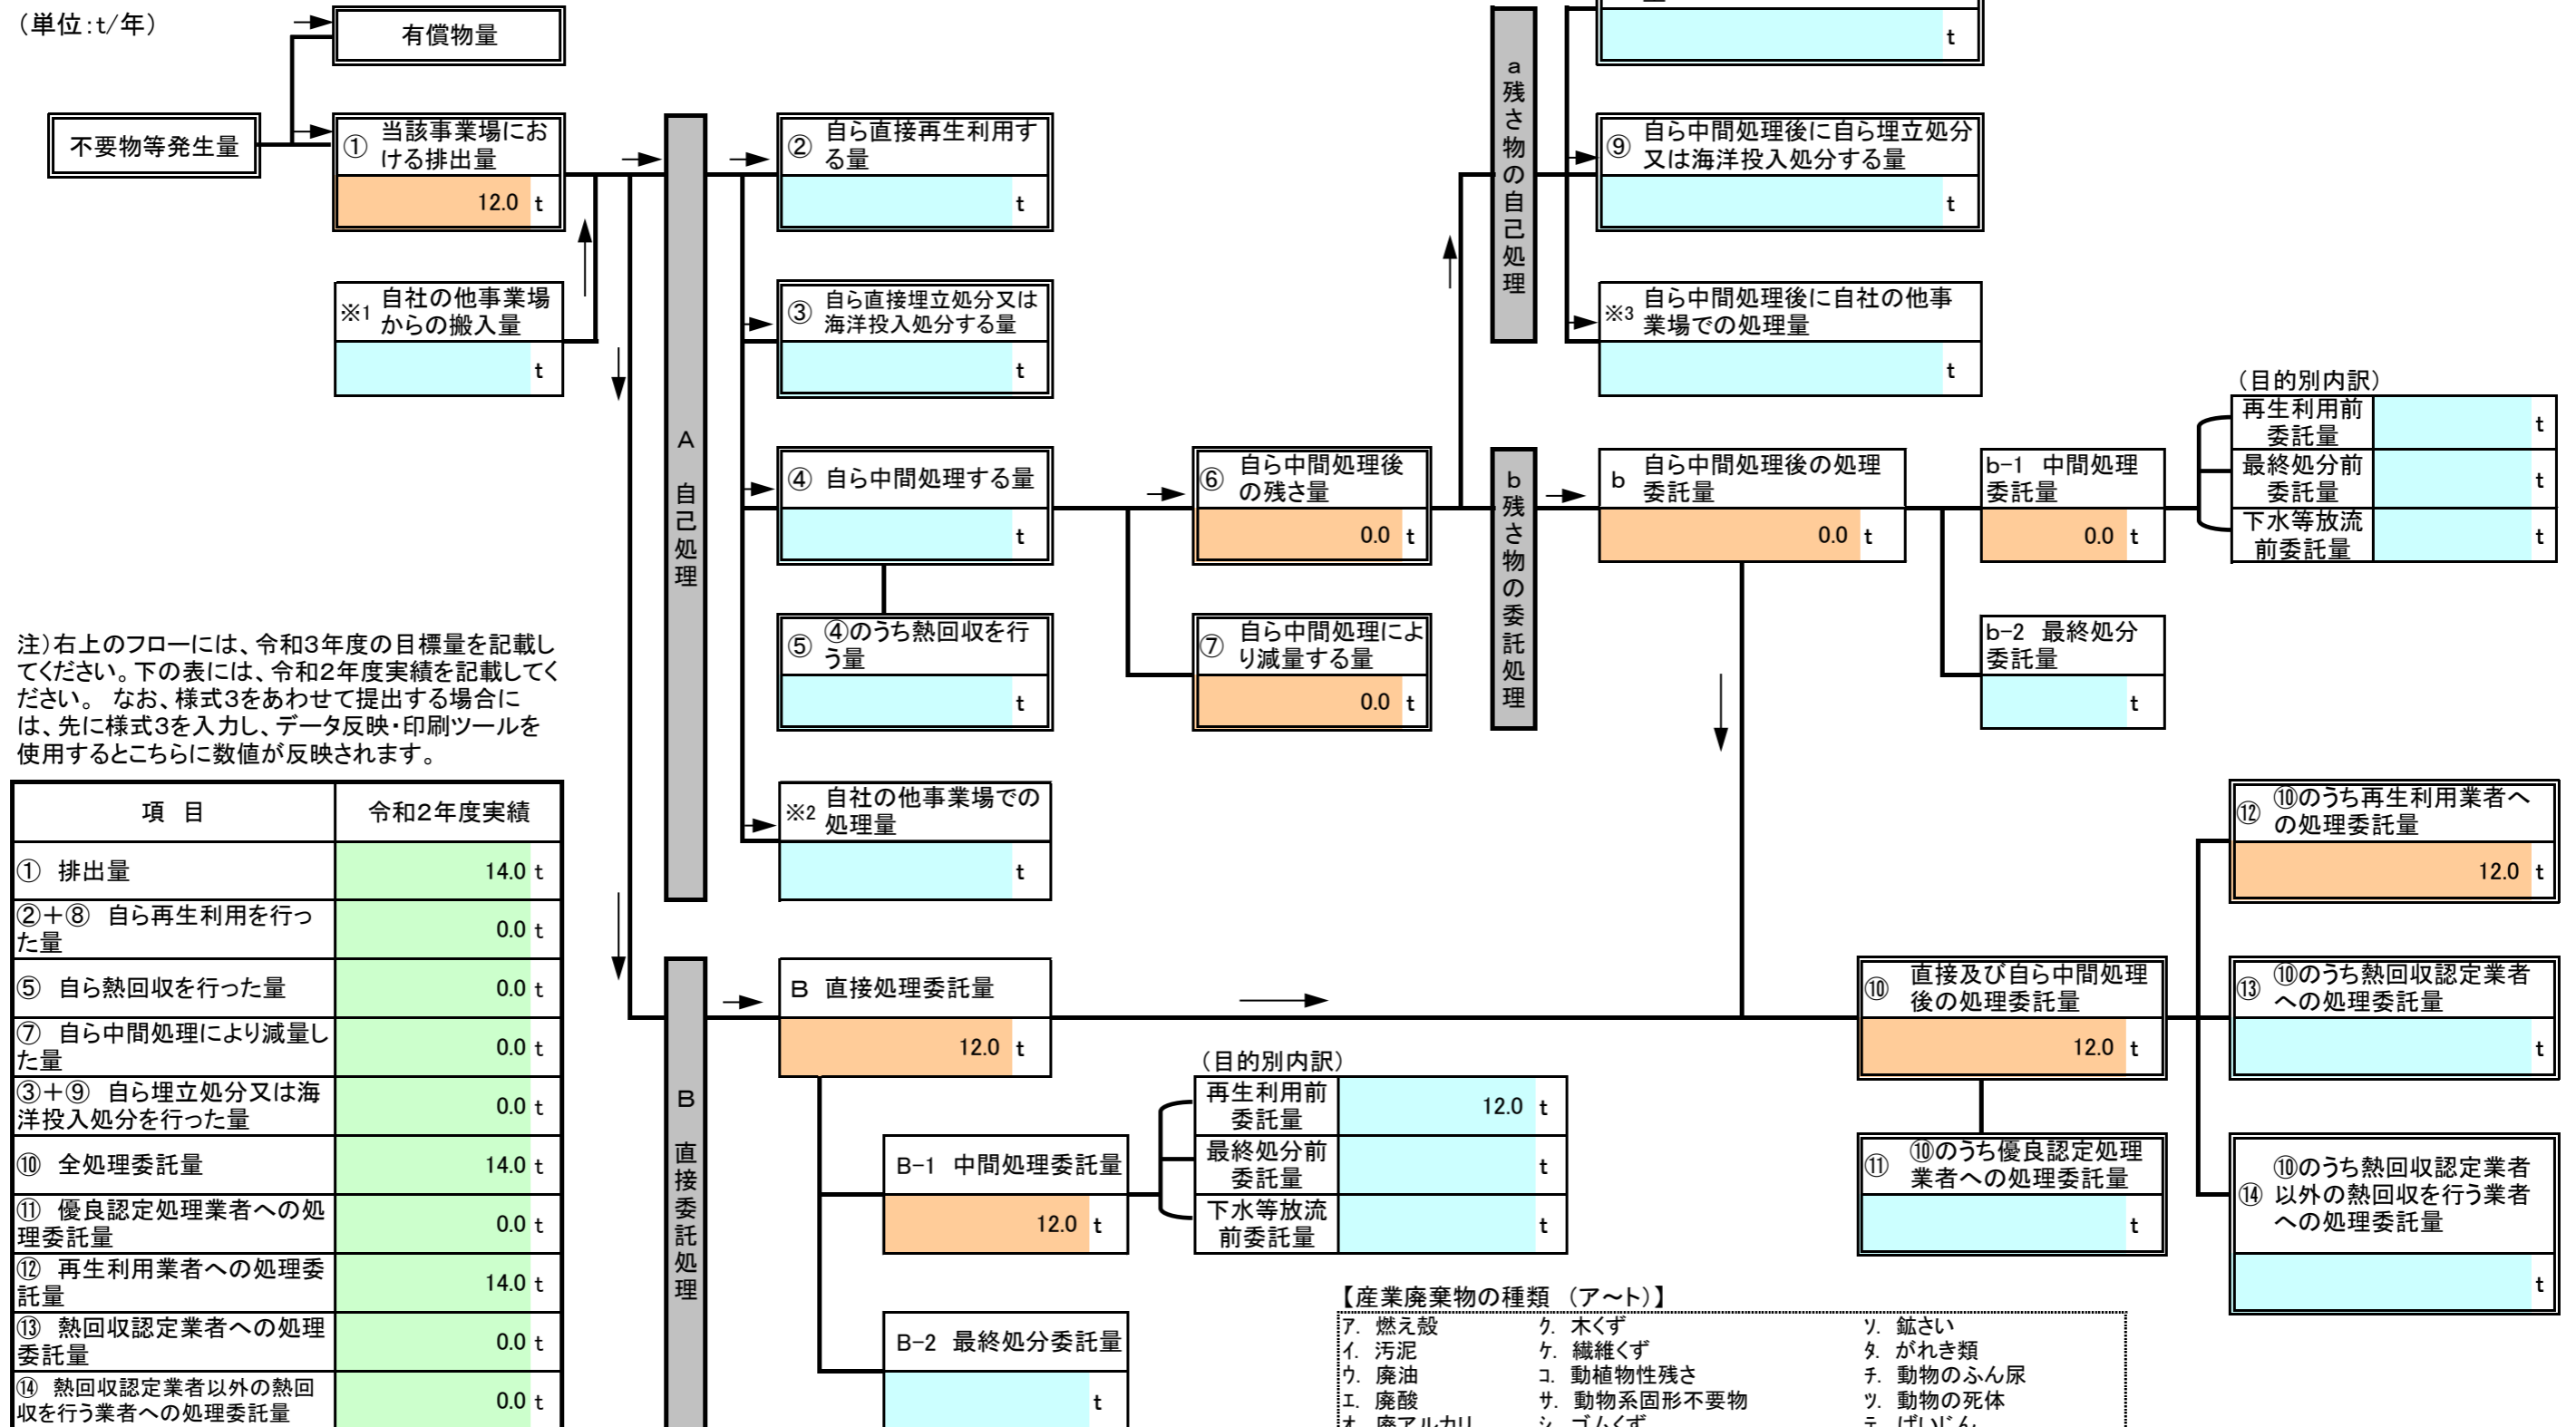 （単位：t/年）
有償物量
不要物等発生量
① 当該事業場にお
ける排出量
12.0 t
※1 自社の他事業場
からの搬入量
t
A 自己処理
② 自ら直接再生利用す
る量
t
③ 自ら直接埋立処分又は
海洋投入処分する量
t
④ 自ら中間処理する量
t
⑤ ④のうち熱回収を行
う量
t
※2 自社の他事業場での
処理量
t
⑥ 自ら中間処理後
の残さ量
0.0 t
⑦ 自ら中間処理によ
り減量する量
0.0 t
a 残さ物の自己処理
t
⑨ 自ら中間処理後に自ら埋立処分
又は海洋投入処分する量
t
※3 自ら中間処理後に自社の他事
業場での処理量
t
b 残さ物の委託処理
b 自ら中間処理後の処理
委託量
0.0 t
b-1 中間処理
委託量
0.0 t
b-2 最終処分
委託量
t
（目的別内訳）
再生利用前
委託量
t
最終処分前
委託量
t
下水等放流
前委託量
t
注）右上のフローには、令和3年度の目標量を記載し
てください。下の表には、令和2年度実績を記載してく
ださい。 なお、様式3をあわせて提出する場合に
は、先に様式3を入力し、データ反映・印刷ツールを
使用するとこちらに数値が反映されます。
項 目 令和2年度実績
① 排出量 14.0 t
②＋⑧ 自ら再生利用を行っ
た量 0.0 t
⑤ 自ら熱回収を行った量 0.0 t
⑦ 自ら中間処理により減量し
た量 0.0 t
③＋⑨ 自ら埋立処分又は海
洋投入処分を行った量 0.0 t
⑩ 全処理委託量 14.0 t
⑪ 優良認定処理業者への処
理委託量 0.0 t
⑫ 再生利用業者への処理委
託量 14.0 t
⑬ 熱回収認定業者への処理
委託量 0.0 t
⑭ 熱回収認定業者以外の熱回
収を行う業者への処理委託量 0.0 t
B 直接委託処理
B 直接処理委託量
12.0 t
B-1 中間処理委託量
12.0 t
B-2 最終処分委託量
t
（目的別内訳）
再生利用前
委託量
12.0 t
最終処分前
委託量
t
下水等放流
前委託量
t
⑩ 直接及び自ら中間処理
後の処理委託量
12.0 t
⑪ ⑩のうち優良認定処理
業者への処理委託量
t
⑫ ⑩のうち再生利用業者へ
の処理委託量
12.0 t
⑬ ⑩のうち熱回収認定業者
への処理委託量
t
⑭ ⑩のうち熱回収認定業者
以外の熱回収を行う業者
への処理委託量
t
【産業廃棄物の種類 （ア～ト）】
ア. 燃え殻 ク. 木くず ソ. 鉱さい
イ. 汚泥 ケ. 繊維くず タ. がれき類
ウ. 廃油 コ. 動植物性残さ チ. 動物のふん尿
エ. 廃酸 サ. 動物系固形不要物 ツ. 動物の死体
オ. 廃アルカリ シ. ゴムくず テ. ばいじん